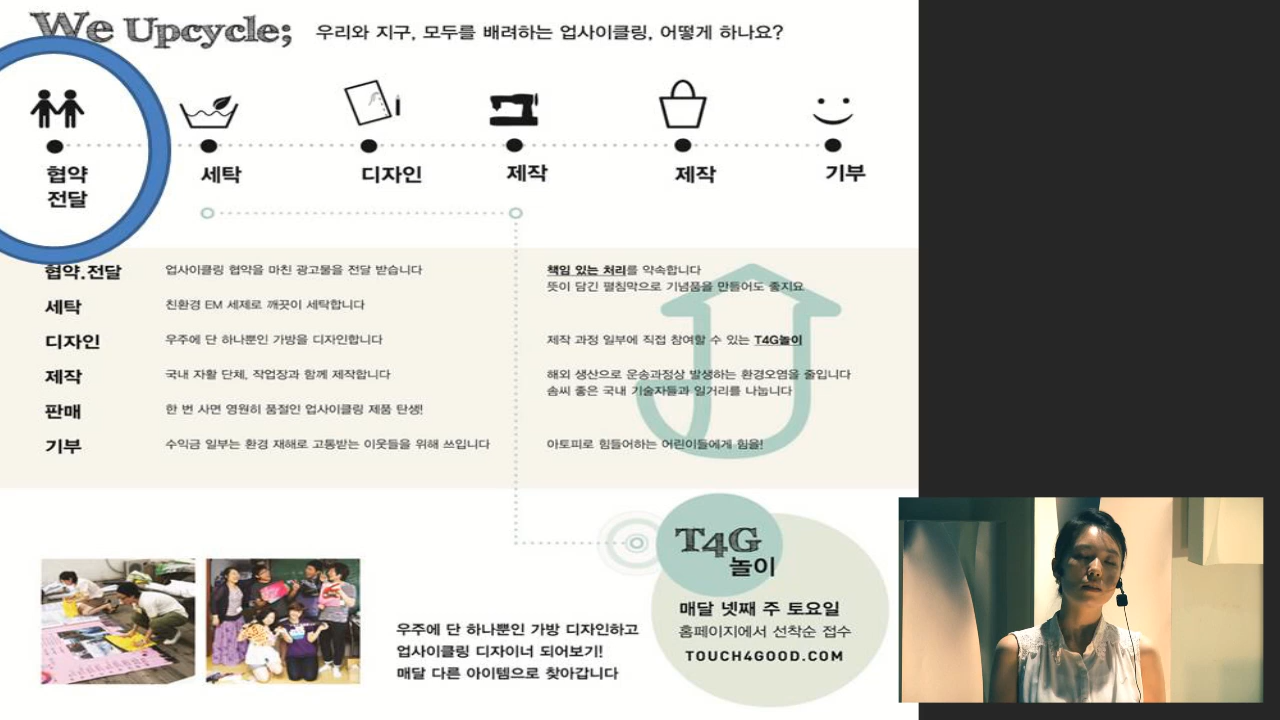 We Upcycle;
우리와 지구, 모두를 배려하는 업사이클링, 어떻게 하나요?
협약
전달
세탁
디자인
제작
제작
기부
협약.전달
업사이클링 협약을 마친 광고물을 전달 받습니다
책임 있는 처리를 약속합니다
뜻이 담긴 펼침막으로 기념품을 만들어도 좋지요
세탁
친환경 EM 세제로 깨끗이 세탁합니다
디자인
우주에 단 하나뿐인 가방을 디자인합니다
제작 과정 일부에 직접 참여할 수 있는 T4G놀이
제작
국내 자활 단체, 작업장과 함께 제작합니다
해외 생산으로 운송과정상 발생하는 환경오염을 줄입니다
솜씨 좋은 국내 기술자들과 일거리를 나눕니다
판매
한 번 사면 영원히 품절인 업사이클링 제품 탄생!
기부
수익금 일부는 환경 재해로 고통받는 이웃들을 위해 쓰입니다
아토피로 힘들어하는 어린이들에게 힘을!
T4G
놀이
매달 넷째 주 토요일
홈페이지에서 선착순 접수
TOUCH4GOOD.COM
우주에 단 하나뿐인 가방 디자인하고
업사이클링 디자이너 되어보기!
매달 다른 아이템으로 찾아갑니다